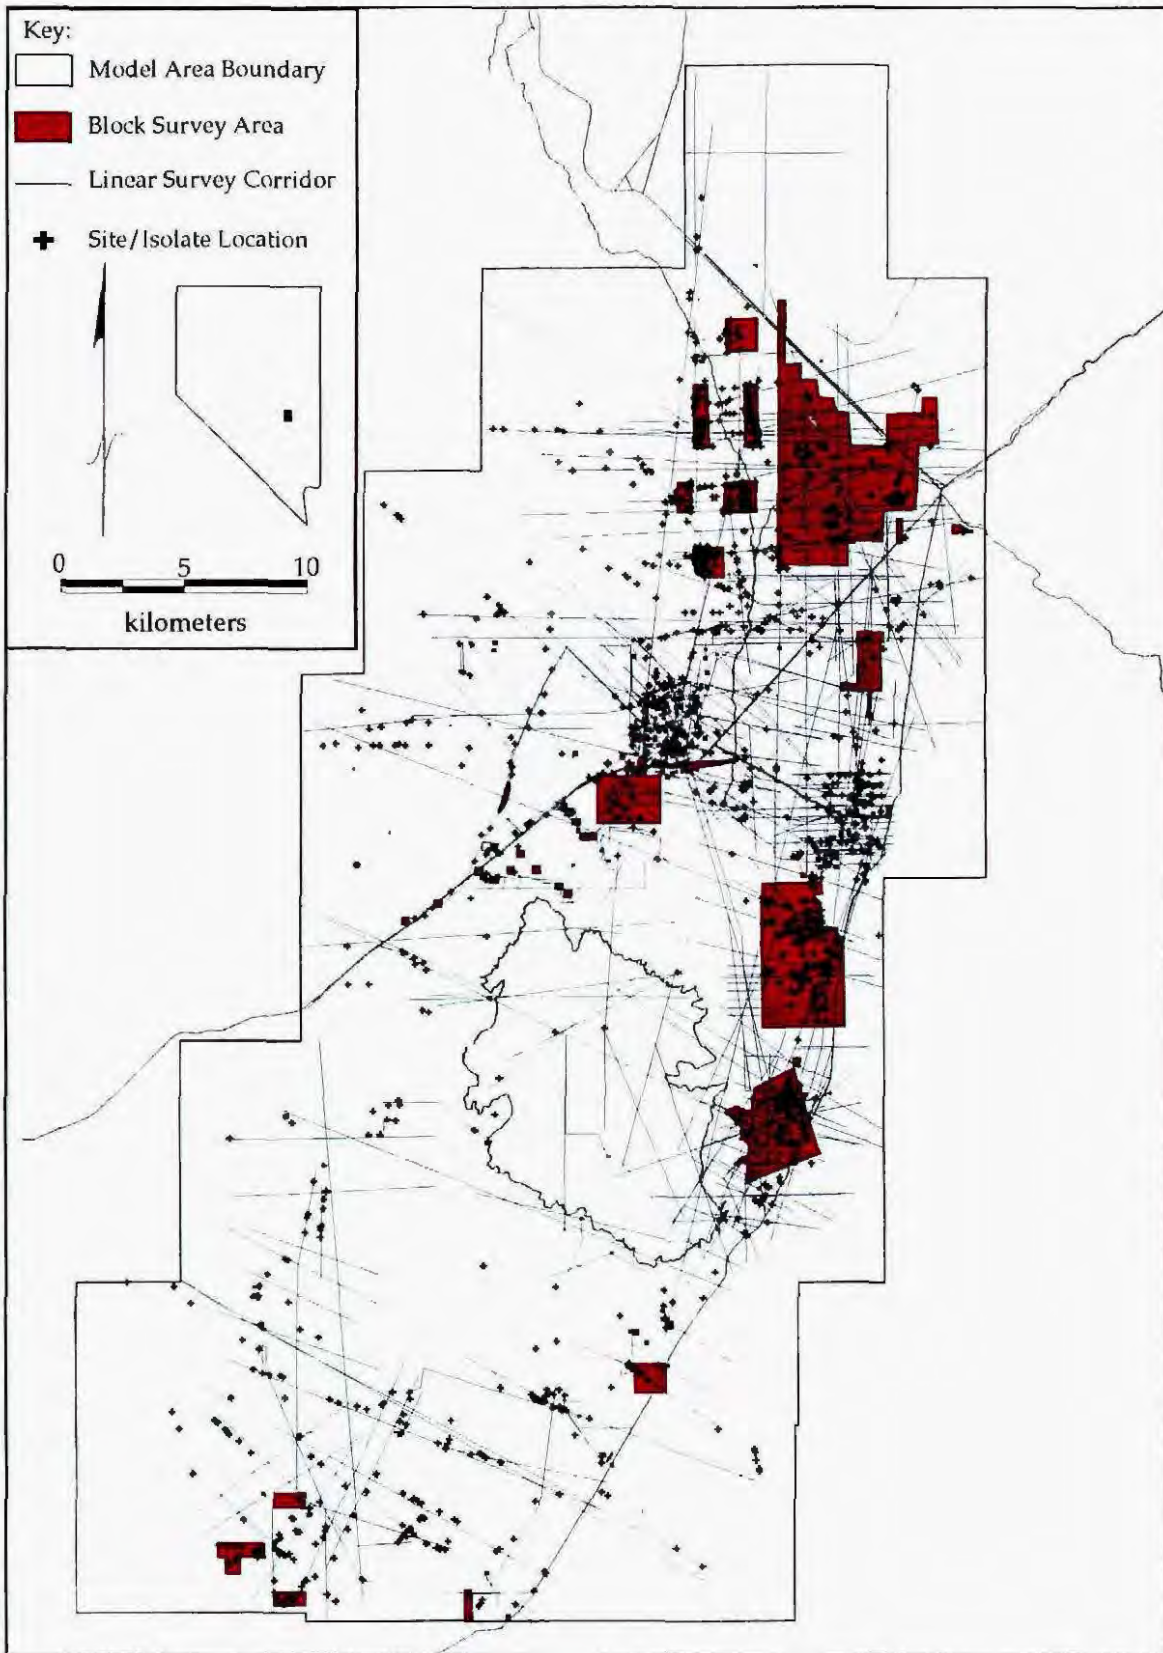 Key:
Model Area Boundary
Block Survey Area
Linear Survey Corridor
Site/Isolate Location
0 5 10
kilometers